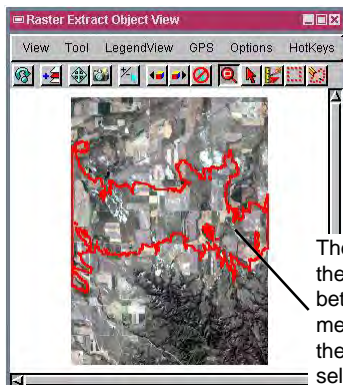 Raster Extract Object View
View Tool LegendView GPS Options HotKeys
The
the
bet
me
the
sel